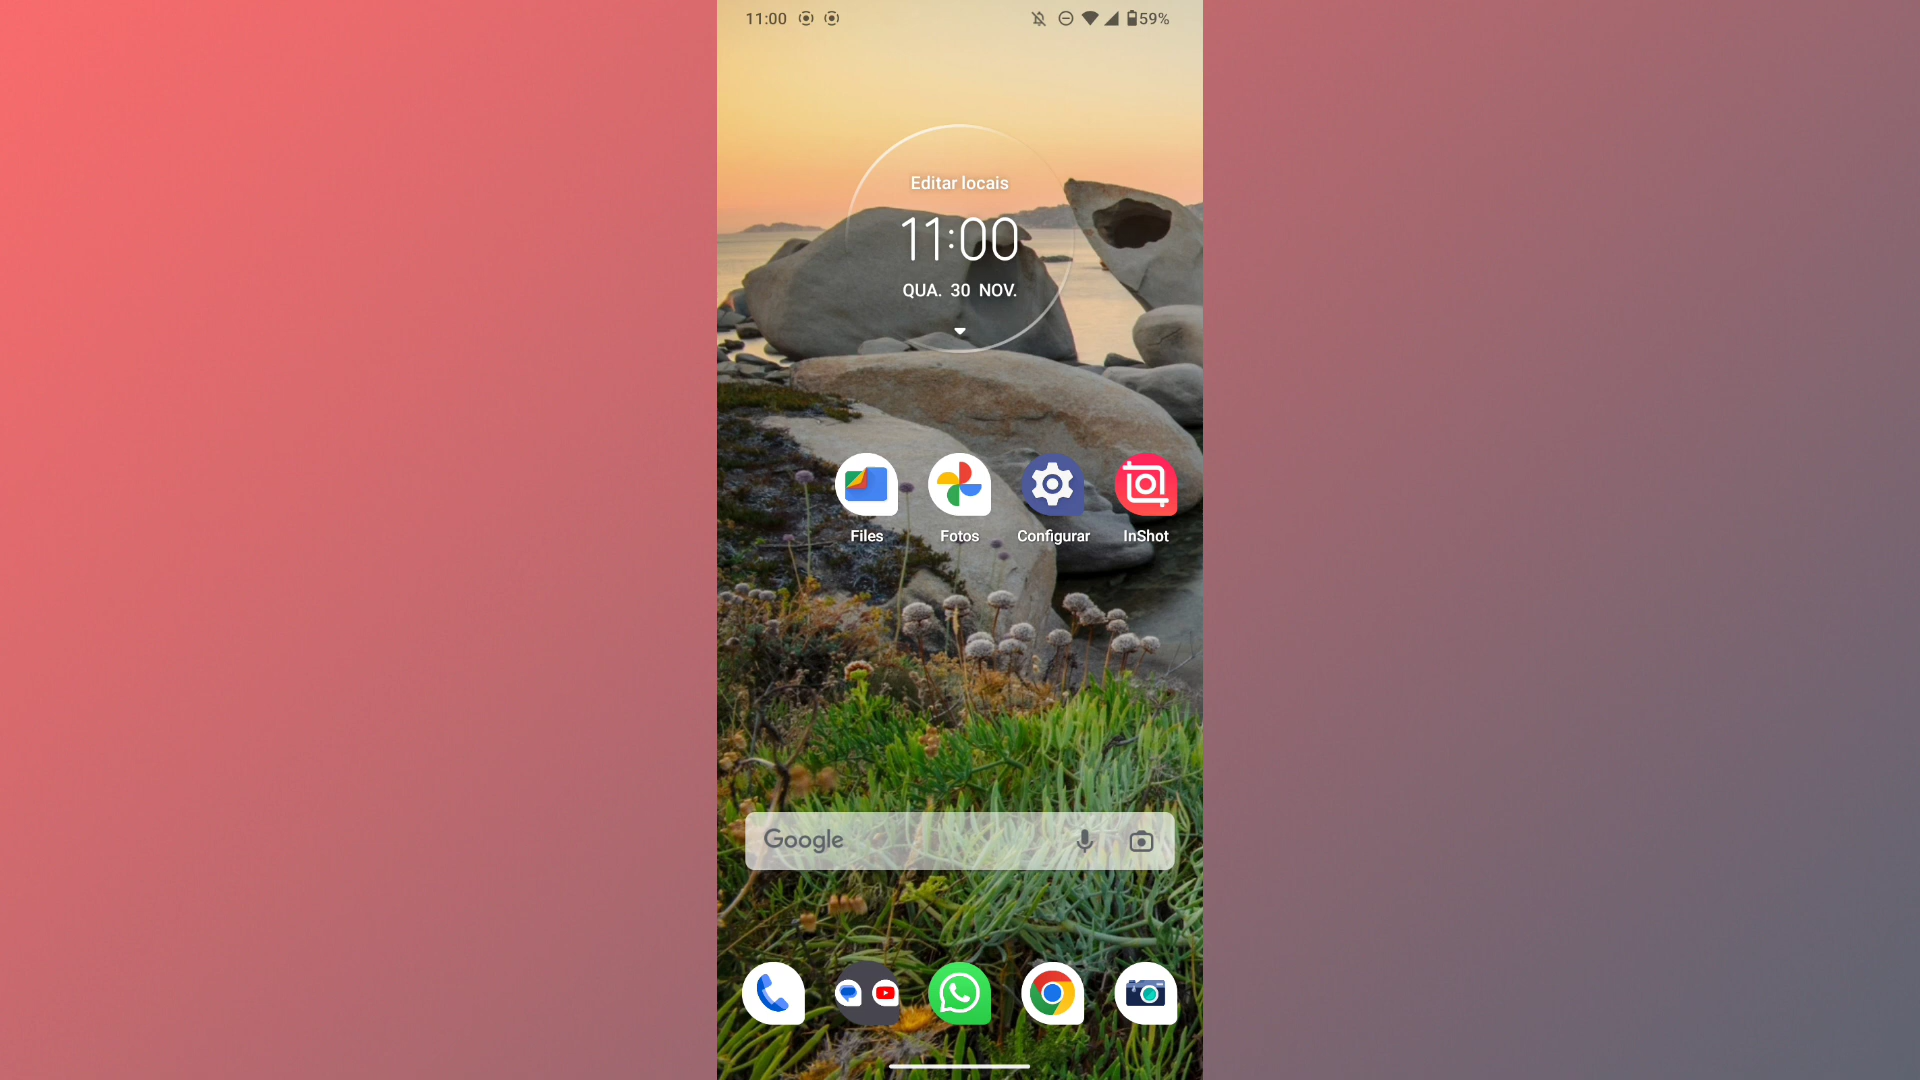 11:00 59%
Editar locais
11:00
QUA. 30 NOV.
Files Fotos Configurar InShot
Google